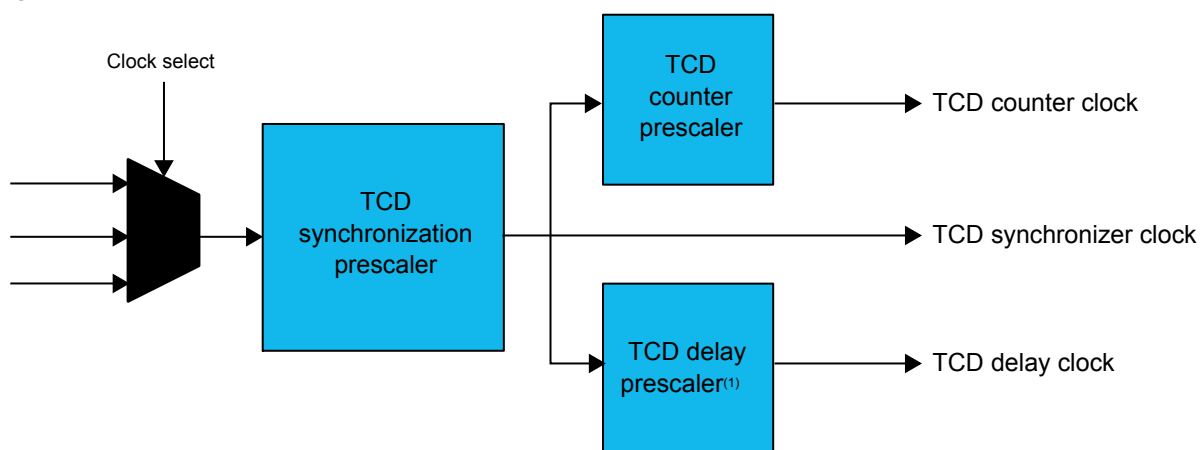 Clock select
TCD
counter
prescaler
TCD counter clock
TCD
synchronization
prescaler
TCD synchronizer clock
TCD delay
prescaler(1)
TCD delay clock